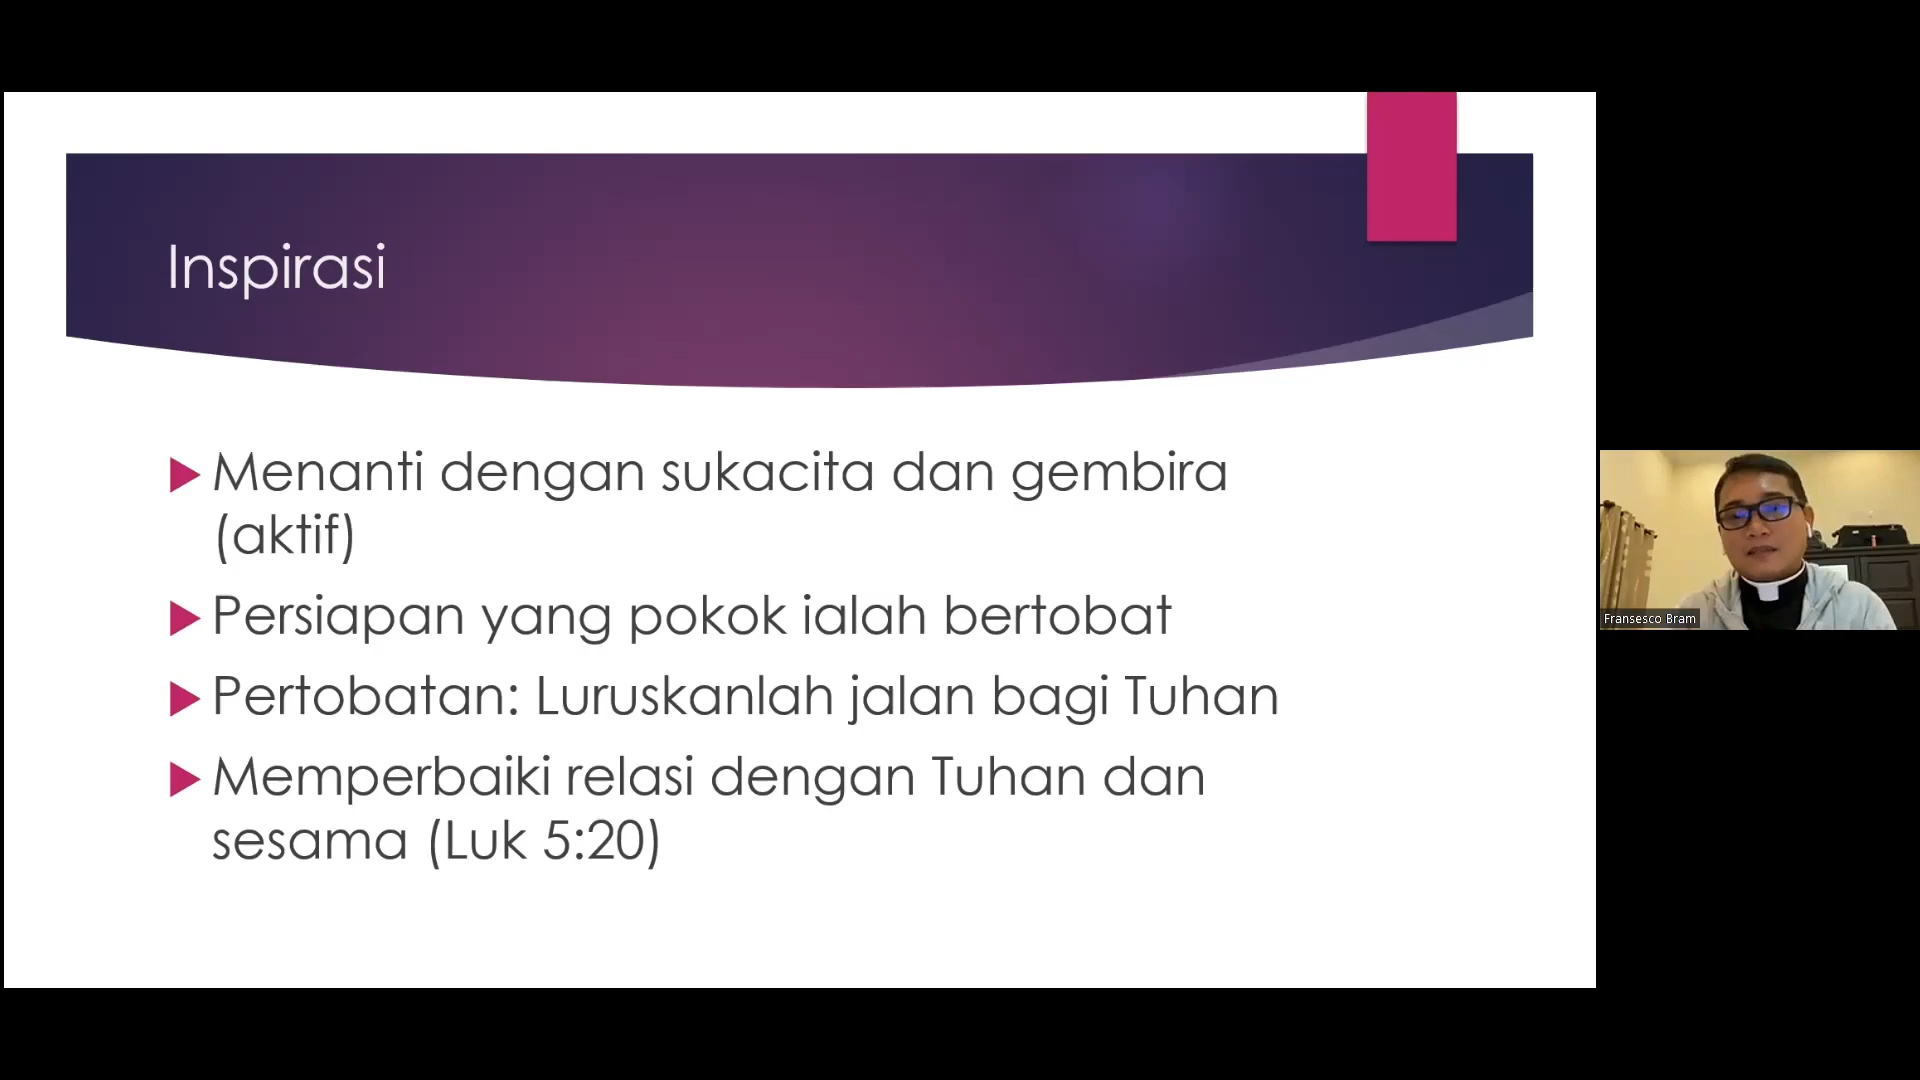 Inspirasi
Menanti dengan sukacita dan gembira
(aktif)
Persiapan yang pokok ialah bertobat
Pertobatan: Luruskanlah jalan bagi Tuhan
Memperbaiki relasi dengan Tuhan dan
sesama (Luk 5:20)
Fransesco Bram